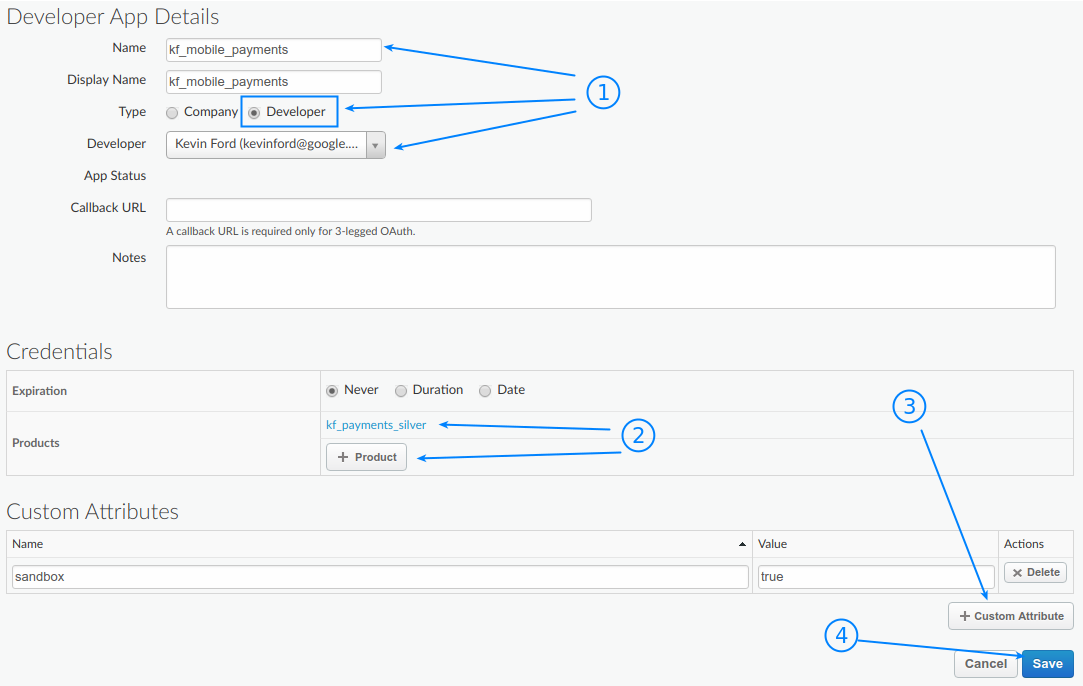 Developer App Details
Name kf_mobile_payments
Display Name kf_mobile_payments
1
Type Company Developer
Developer Kevin Ford (kevinford@google....
App Status
Callback URL
A callback URL is required only for 3-legged OAuth.
Notes
Credentials
Expiration Never Duration Date
3
kf_payments_silver
2
Products
+ Product
Custom Attributes
Name Value Actions
sandbox true × Delete
+ Custom Attribute
4
Cancel Save